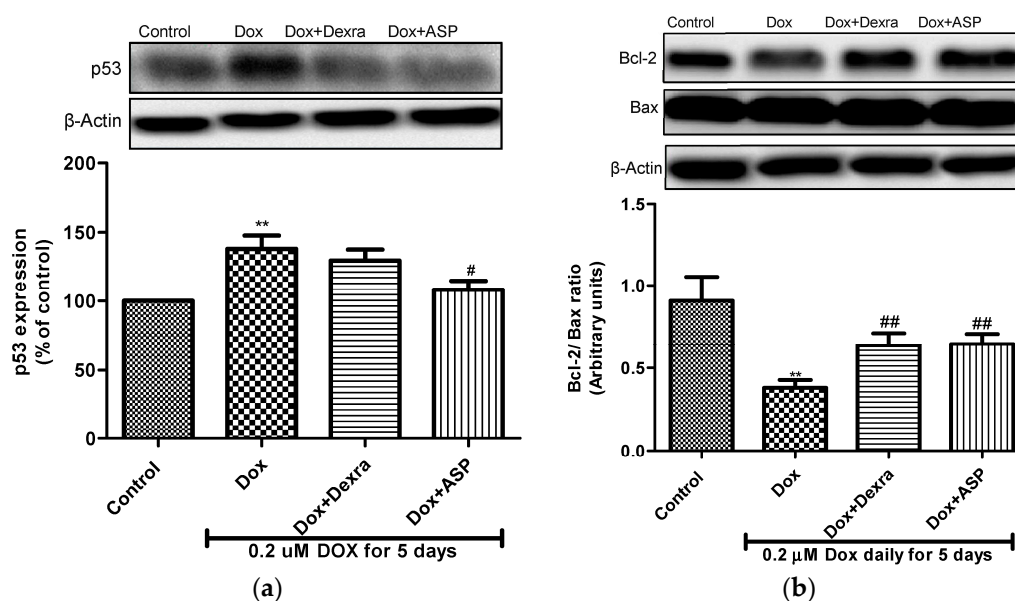 Control Dox Dox+Dexra Dox+ASP
p53
β-Actin
200
150
100
50
0
p53 expression
(% of control)
**
#
Control
Dox
Dox+Dexra
Dox+ASP
0.2 uM DOX for 5 days
(a)
Control Dox Dox+Dexra Dox+ASP
Bcl-2
Bax
β-Actin
1.5
1.0
0.5
0.0
Bcl-2/ Bax ratio
(Arbitrary units)
**
##
##
Control
Dox
Dox+Dexra
Dox+ASP
0.2 μM Dox daily for 5 days
(b)